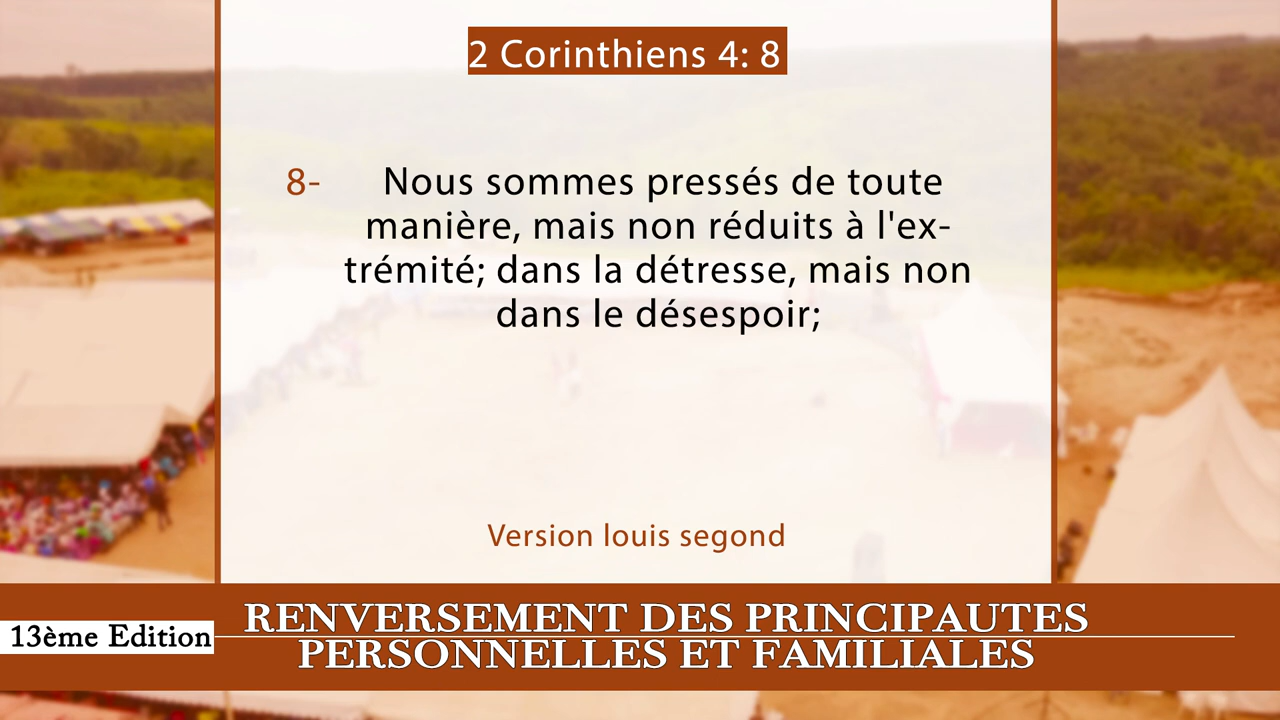 2 Corinthiens 4: 8
8- Nous sommes pressés de toute
manière, mais non réduits à l'ex-
trémité; dans la détresse, mais non
dans le désespoir;
Version louis segond
13ème Edition
RENVERSEMENT DES PRINCIPAUTES
PERSONNELLES ET FAMILIALES